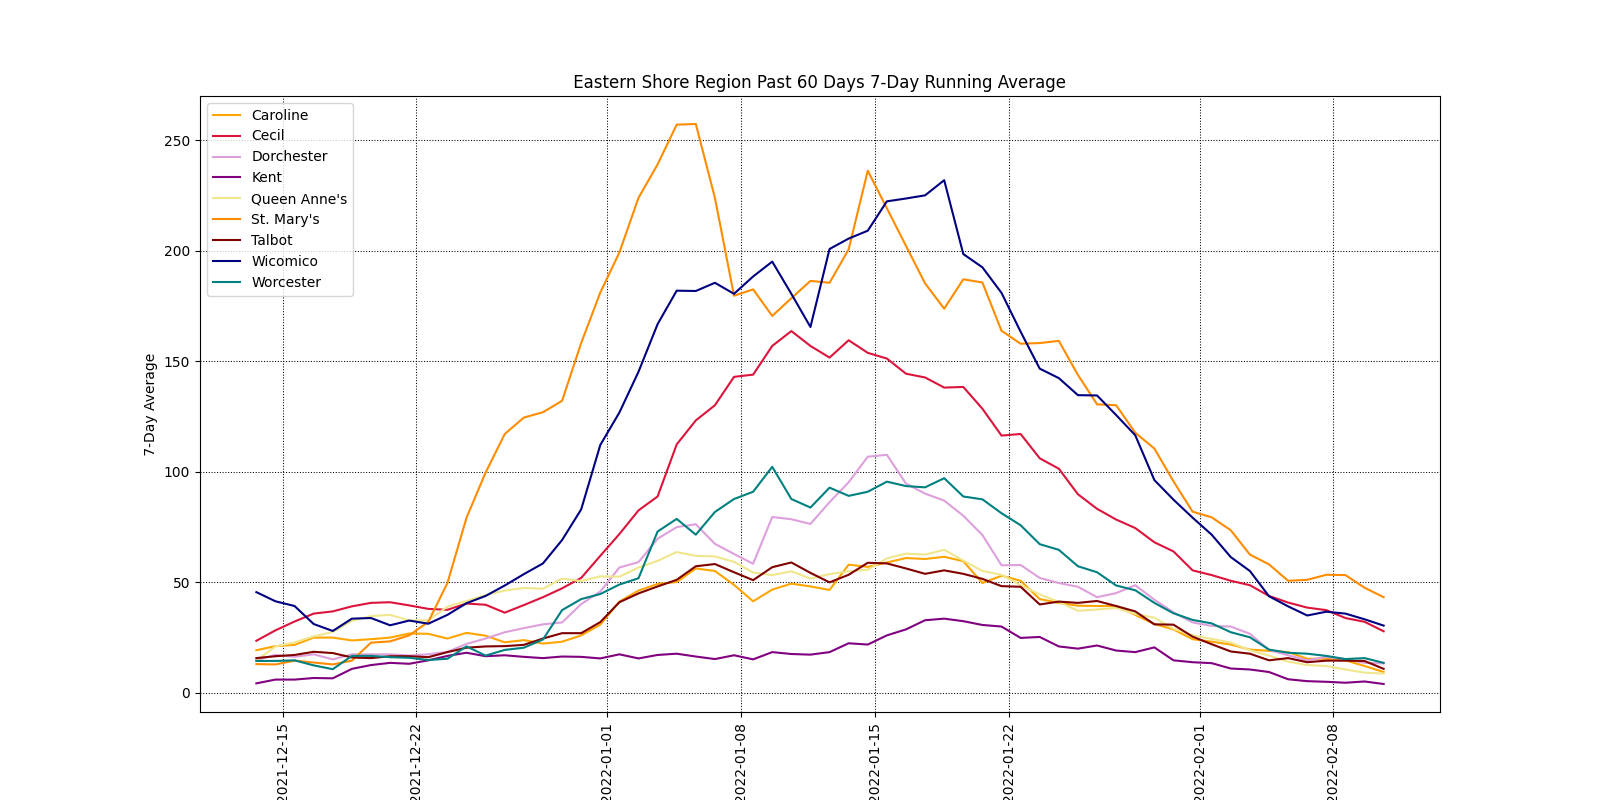 Eastern Shore Region Past 60 Days 7-Day Running Average
Caroline
Cecil
Dorchester
Kent
Queen Anne's
St. Mary's
Talbot
Wicomico
Worcester
7-Day Average
250
200
150
100
50
0
2021-12-15
2021-12-22
2022-01-01
2022-01-08
2022-01-15
2022-01-22
2022-02-01
2022-02-08